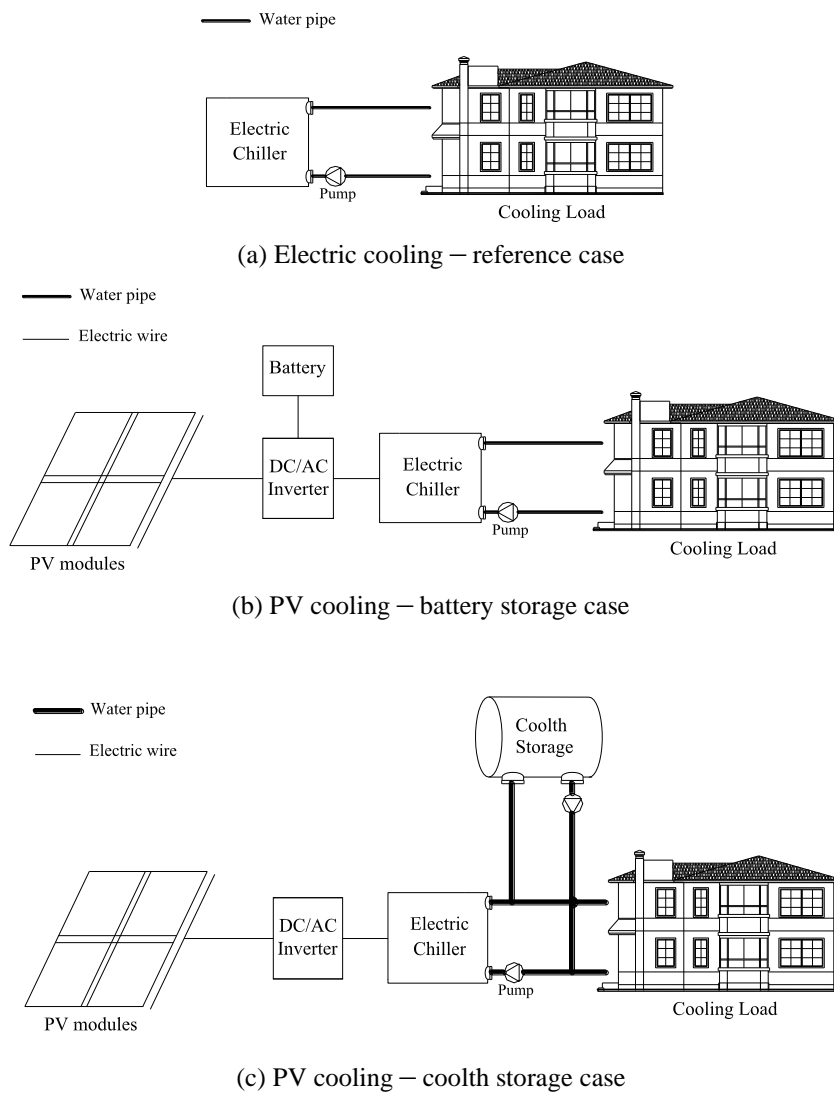 Water pipe
Electric
Chiller
Pump
Cooling Load
(a) Electric cooling – reference case
Water pipe
Electric wire
Battery
DC/AC
Inverter
Electric
Chiller
Pump
PV modules
Cooling Load
(b) PV cooling – battery storage case
Water pipe
Electric wire
Coolth
Storage
DC/AC
Inverter
Electric
Chiller
Pump
PV modules
Cooling Load
(c) PV cooling – coolth storage case